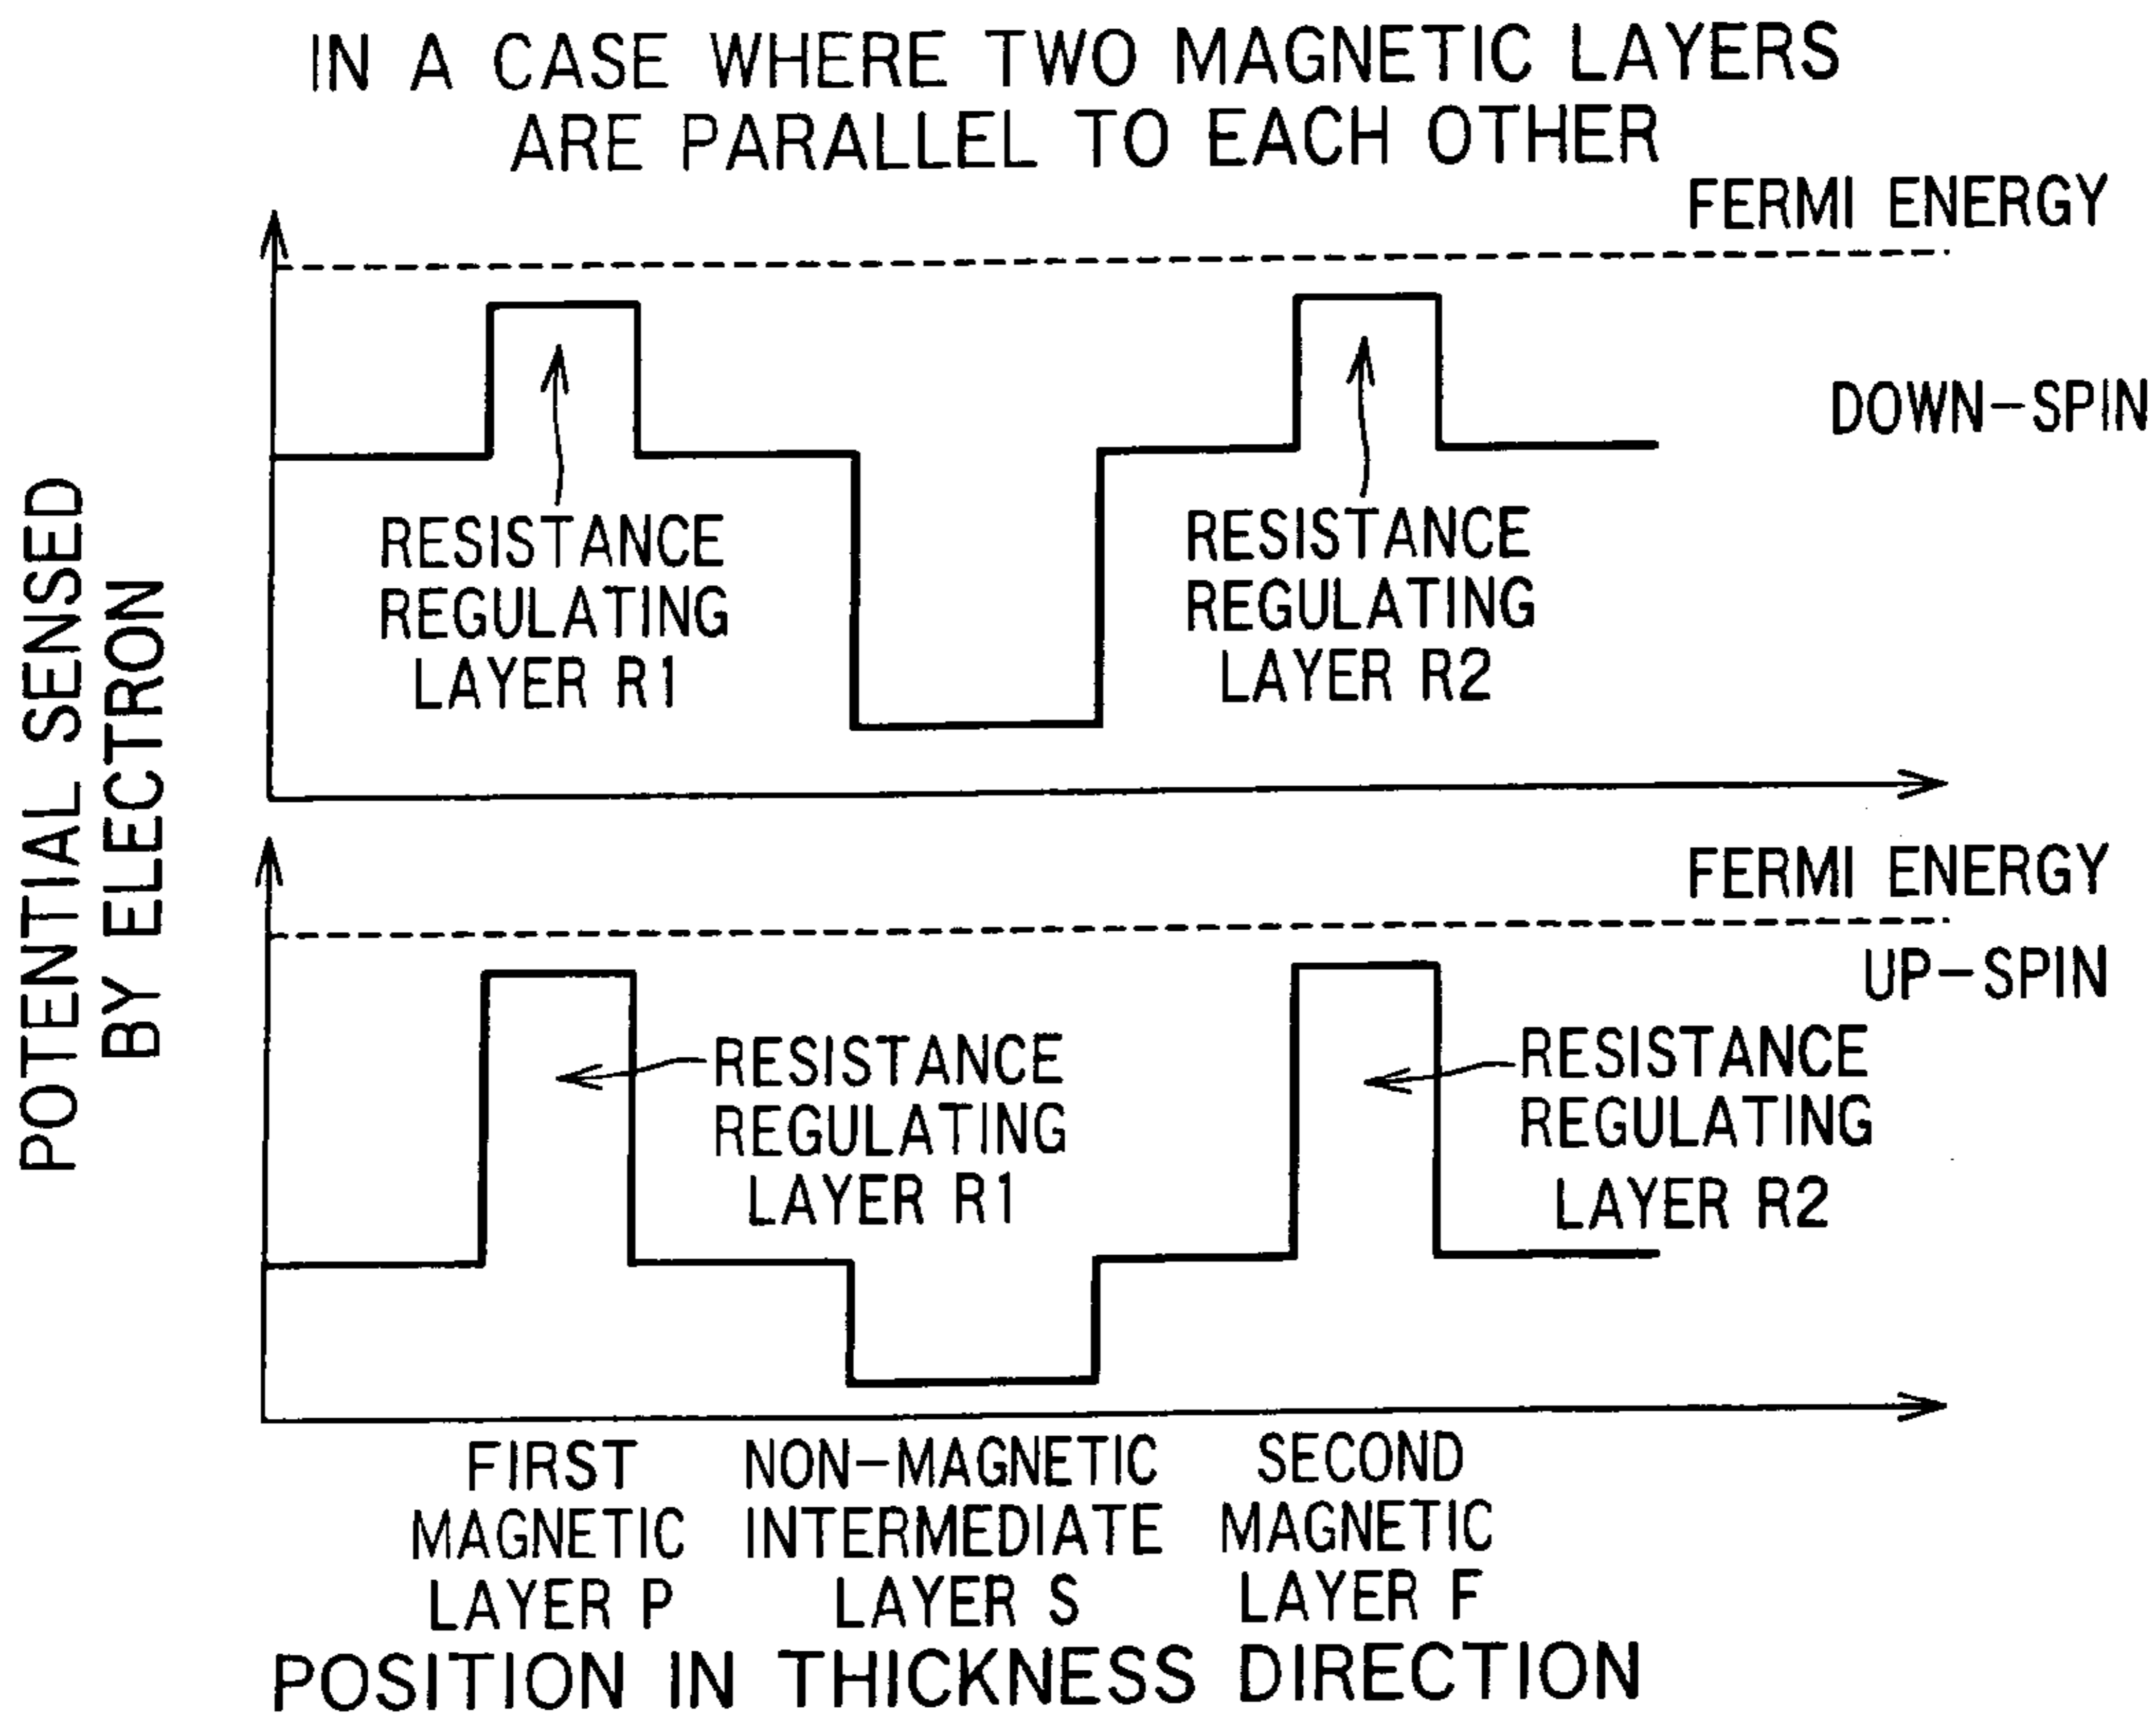 IN A CASE WHERE TWO MAGNETIC LAYERS
ARE PARALLEL TO EACH OTHER
FERMI ENERGY
DOWN-SPIN
RESISTANCE
REGULATING
LAYER R1
RESISTANCE
REGULATING
LAYER R2
POTENTIAL SENSED
BY ELECTRON
FERMI ENERGY
UP-SPIN
RESISTANCE
REGULATING
LAYER R1
RESISTANCE
REGULATING
LAYER R2
FIRST
MAGNETIC
LAYER P
NON-MAGNETIC
INTERMEDIATE
LAYER S
SECOND
MAGNETIC
LAYER F
POSITION IN THICKNESS DIRECTION